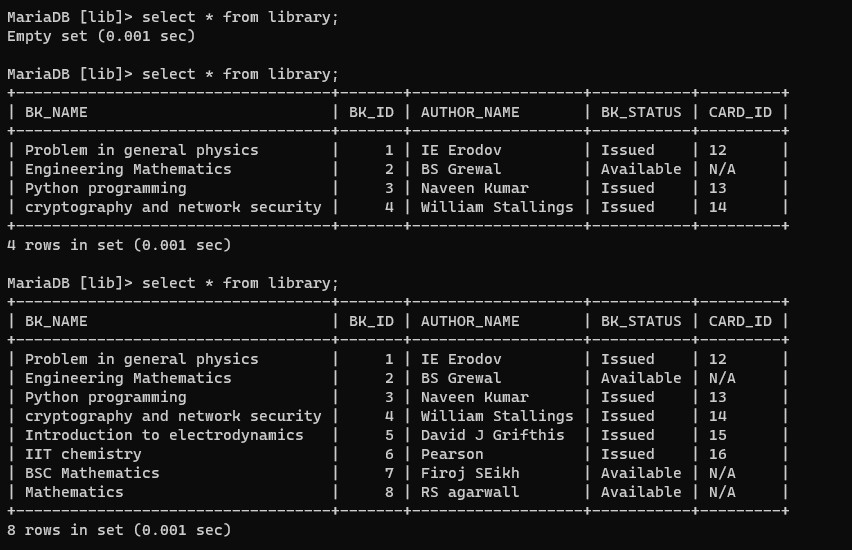 MariaDB [lib]> select * from library;
Empty set (0.001 sec)
MariaDB [lib]> select * from library;
+-----------------------------------+-------+-------------------+-----------+---------+
| BK_NAME                           | BK_ID | AUTHOR_NAME       | BK_STATUS | CARD_ID |
+-----------------------------------+-------+-------------------+-----------+---------+
| Problem in general physics        |     1 | IE Erodov         | Issued    | 12      |
| Engineering Mathematics           |     2 | BS Grewal         | Available | N/A     |
| Python programming                |     3 | Naveen Kumar      | Issued    | 13      |
| cryptography and network security |     4 | William Stallings | Issued    | 14      |
+-----------------------------------+-------+-------------------+-----------+---------+
4 rows in set (0.001 sec)
MariaDB [lib]> select * from library;
+-----------------------------------+-------+-------------------+-----------+---------+
| BK_NAME                           | BK_ID | AUTHOR_NAME       | BK_STATUS | CARD_ID |
+-----------------------------------+-------+-------------------+-----------+---------+
| Problem in general physics        |     1 | IE Erodov         | Issued    | 12      |
| Engineering Mathematics           |     2 | BS Grewal         | Available | N/A     |
| Python programming                |     3 | Naveen Kumar      | Issued    | 13      |
| cryptography and network security |     4 | William Stallings | Issued    | 14      |
| Introduction to electrodynamics   |     5 | David J Grifthis  | Issued    | 15      |
| IIT chemistry                     |     6 | Pearson           | Issued    | 16      |
| BSC Mathematics                   |     7 | Firoj SEikh       | Available | N/A     |
| Mathematics                       |     8 | RS agarwall       | Available | N/A     |
+-----------------------------------+-------+-------------------+-----------+---------+
8 rows in set (0.001 sec)